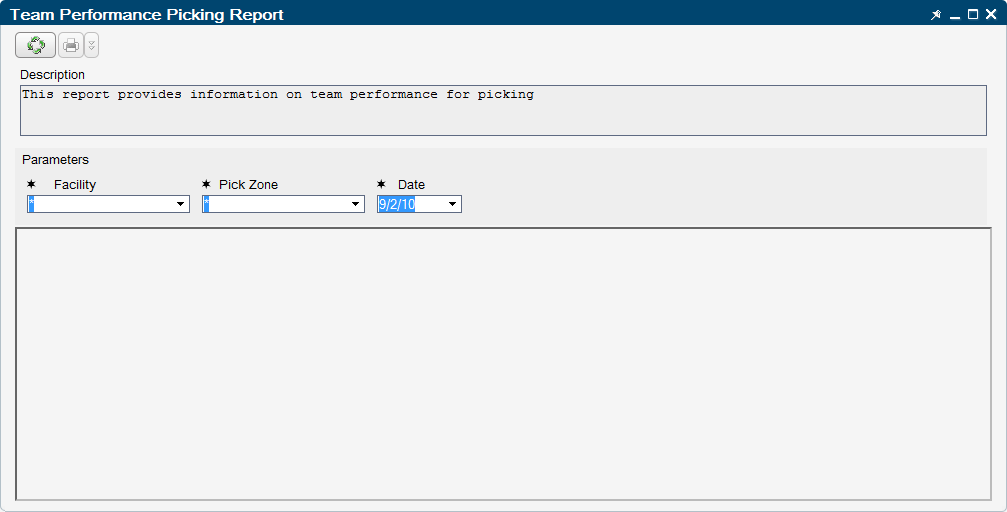 Team Performance Picking Report
Description
This report provides information on team performance for picking
Parameters
✶ Facility ✶ Pick Zone ✶ Date
* * 9/2/10